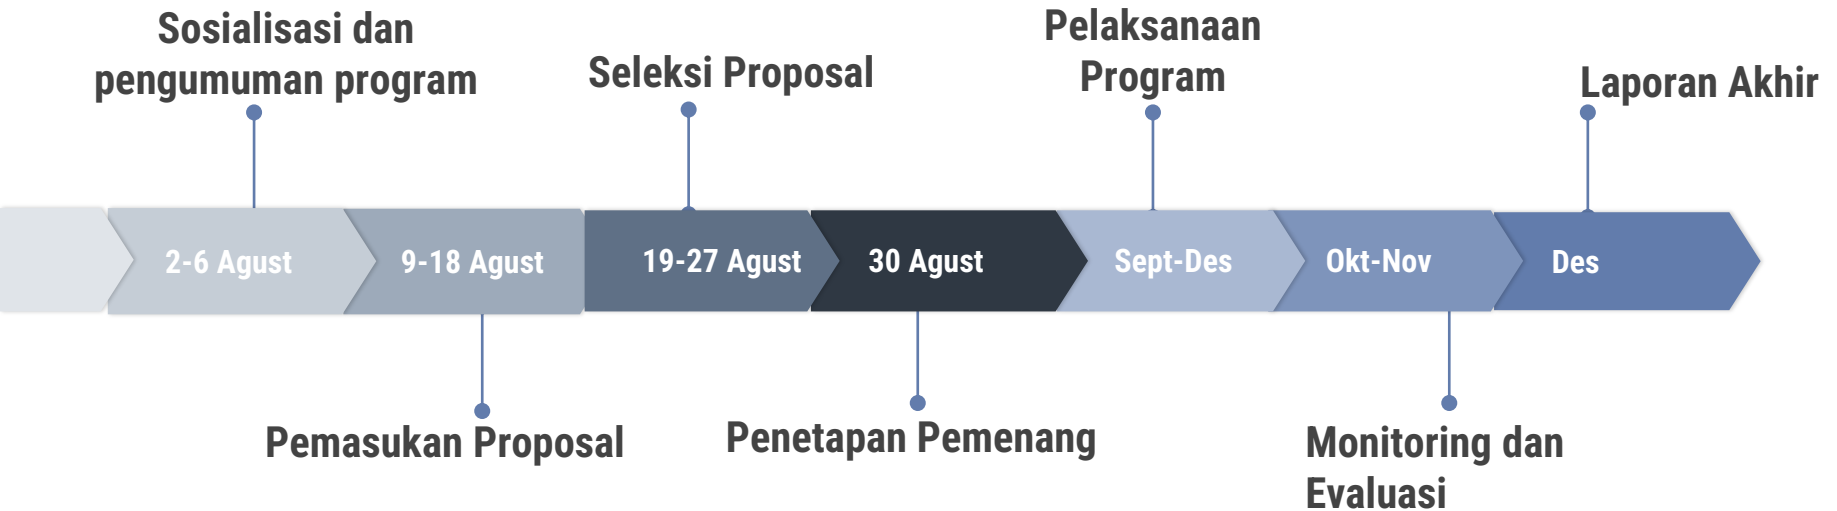 Sosialisasi dan
pengumuman program
Seleksi Proposal
Pelaksanaan
Program
Laporan Akhir
2-6 Agust
9-18 Agust
19-27 Agust
30 Agust
Sept-Des
Okt-Nov
Des
Pemasukan Proposal
Penetapan Pemenang
Monitoring dan
Evaluasi